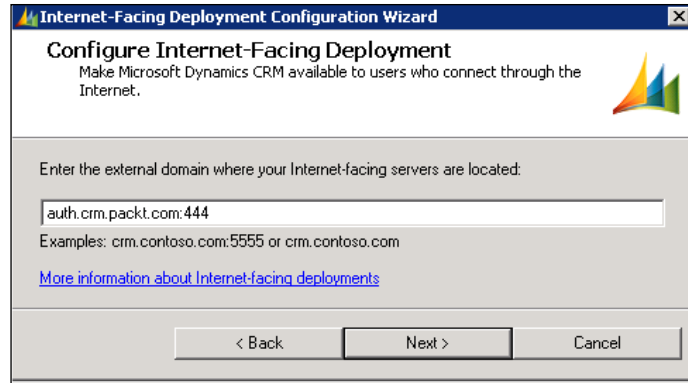 Internet-Facing Deployment Configuration Wizard
Configure Internet-Facing Deployment
Make Microsoft Dynamics CRM available to users who connect through the
Internet.
Enter the external domain where your Internet-facing servers are located:
auth.crm.packt.com:444
Examples: crm.contoso.com:5555 or crm.contoso.com
More information about Internet-facing deployments
< Back Next > Cancel